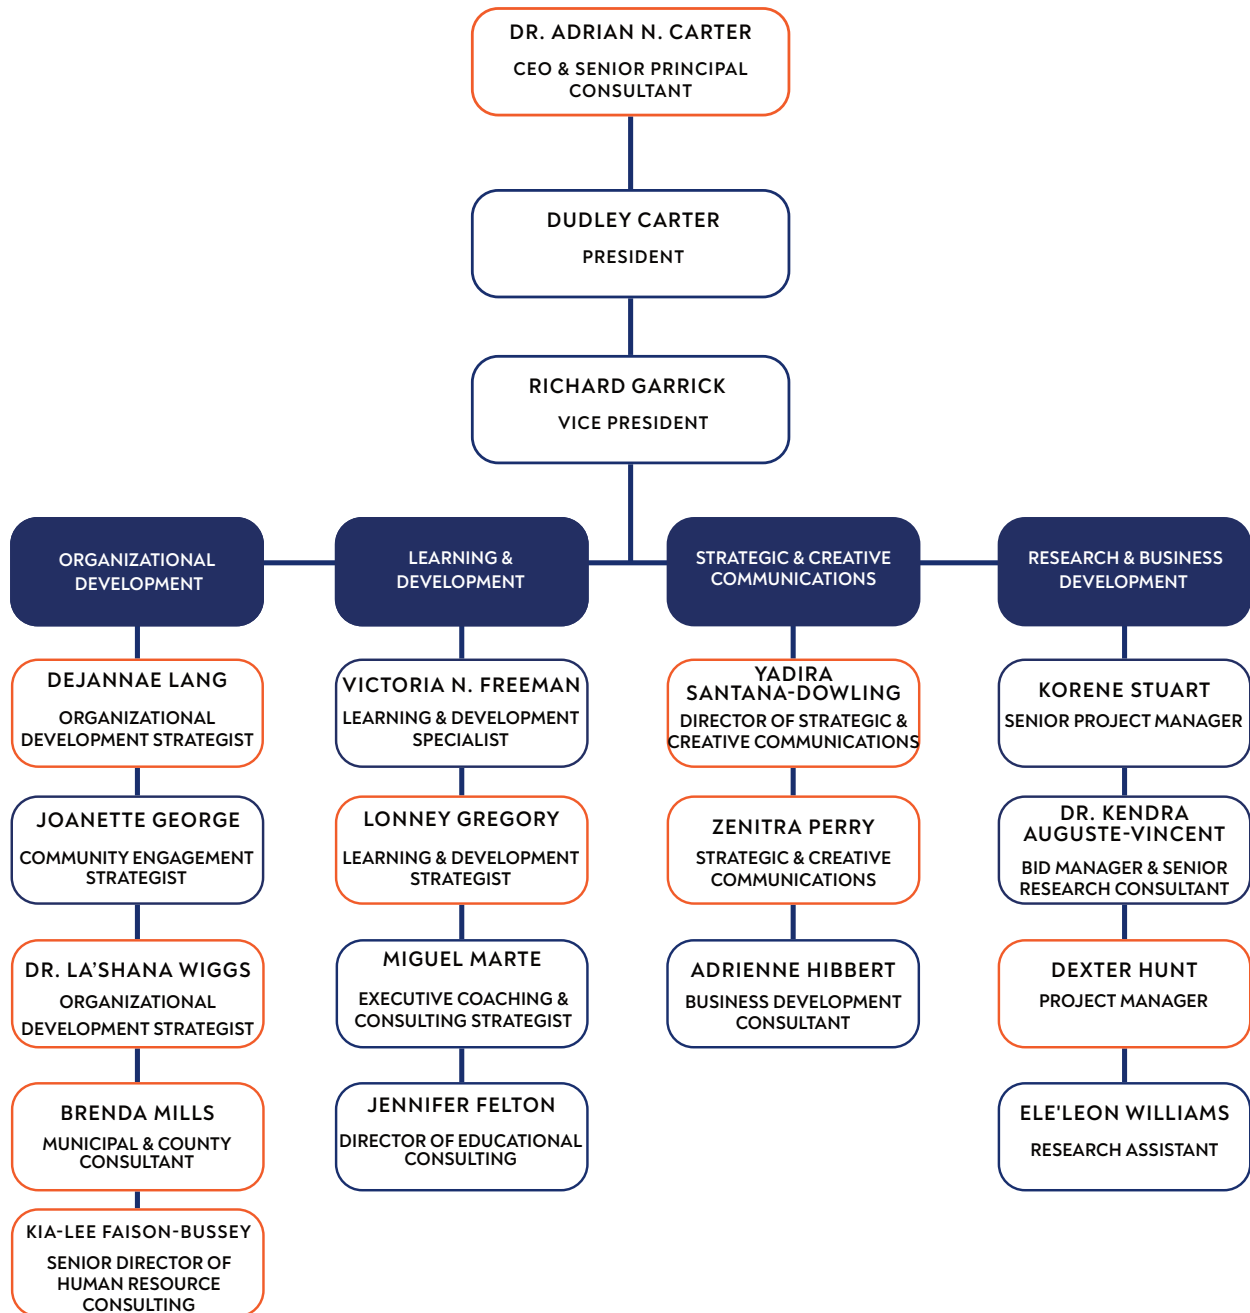 DR. ADRIAN N. CARTER
CEO & SENIOR PRINCIPAL
CONSULTANT
DUDLEY CARTER
PRESIDENT
RICHARD GARRICK
VICE PRESIDENT
ORGANIZATIONAL
DEVELOPMENT
DEJANNAE LANG
ORGANIZATIONAL
DEVELOPMENT STRATEGIST
JOANETTE GEORGE
COMMUNITY ENGAGEMENT
STRATEGIST
DR. LA'SHANA WIGGS
ORGANIZATIONAL
DEVELOPMENT STRATEGIST
BRENDA MILLS
MUNICIPAL & COUNTY
CONSULTANT
KIA-LEE FAISON-BUSSEY
SENIOR DIRECTOR OF
HUMAN RESOURCE
CONSULTING
LEARNING &
DEVELOPMENT
VICTORIA N. FREEMAN
LEARNING & DEVELOPMENT
SPECIALIST
LONNEY GREGORY
LEARNING & DEVELOPMENT
STRATEGIST
MIGUEL MARTE
EXECUTIVE COACHING &
CONSULTING STRATEGIST
JENNIFER FELTON
DIRECTOR OF EDUCATIONAL
CONSULTING
STRATEGIC & CREATIVE
COMMUNICATIONS
YADIRA
SANTANA-DOWLING
DIRECTOR OF STRATEGIC &
CREATIVE COMMUNICATIONS
ZENITRA PERRY
STRATEGIC & CREATIVE
COMMUNICATIONS
ADRIENNE HIBBERT
BUSINESS DEVELOPMENT
CONSULTANT
RESEARCH & BUSINESS
DEVELOPMENT
KORENE STUART
SENIOR PROJECT MANAGER
DR. KENDRA
AUGUSTE-VINCENT
BID MANAGER & SENIOR
RESEARCH CONSULTANT
DEXTER HUNT
PROJECT MANAGER
ELE'LEON WILLIAMS
RESEARCH ASSISTANT